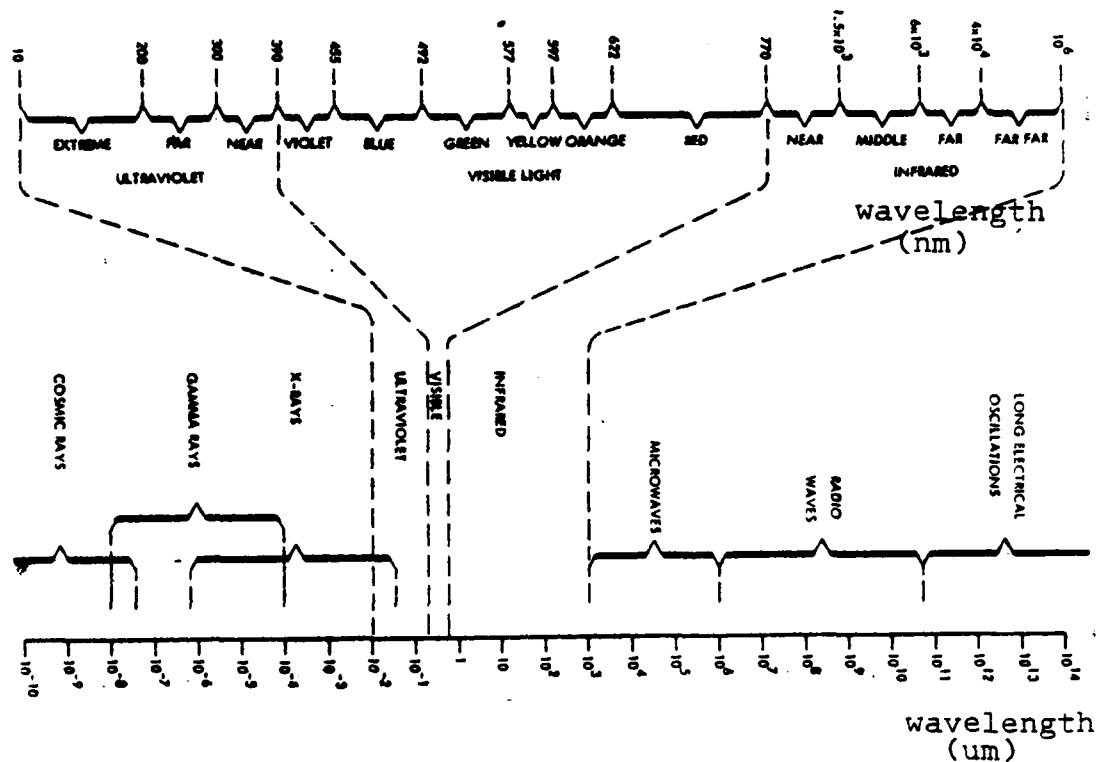 10 200 300 390 455 492 577 597 622 770 1.5x10³ 6x10³ 4x10⁴ 10⁶
EXTREME FAR NEAR VIOLET BLUE GREEN YELLOW ORANGE RED NEAR MIDDLE FAR FAR FAR
ULTRAVIOLET VISIBLE LIGHT INFRARED
wavelength
(nm)
COSMIC RAYS
GAMMA RAYS
X-RAYS
ULTRAVIOLET
VISIBLE
INFRARED
MICROWAVES
RADIO
WAVES
LONG ELECTRICAL
OSCILLATIONS
10⁻¹⁰ 10⁻⁹ 10⁻⁸ 10⁻⁷ 10⁻⁶ 10⁻⁵ 10⁻⁴ 10⁻³ 10⁻² 10⁻¹ 1 10 10² 10³ 10⁴ 10⁵ 10⁶ 10⁷ 10⁸ 10⁹ 10¹⁰ 10¹¹ 10¹² 10¹³ 10¹⁴
wavelength
(um)